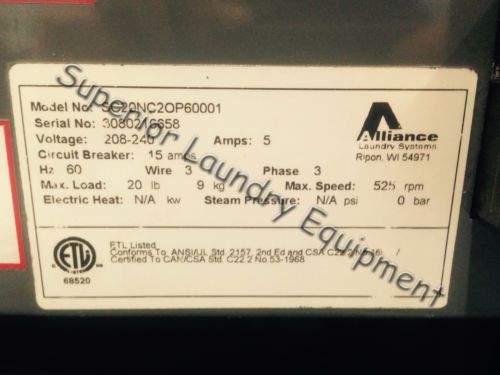 Model No: SC20NC2OP60001
Serial No: 3080216658
Voltage: 208-240 Amps: 5
Circuit Breaker: 15 amps
Hz 60 Wire 3 Phase 3
Max. Load: 20 lb 9 kg Max. Speed: 525 rpm
Electric Heat: N/A kw Steam Pressure: N/A psi 0 bar
Alliance
Laundry Systems
Ripon, WI 54971
ETL
68520
ETL Listed
Conforms To ANSI/UL Std. 2157, 2nd Ed and CSA C22.2
Certified To CAN/CSA Std. C22.2 No 53-1968
Superior Laundry Equipment